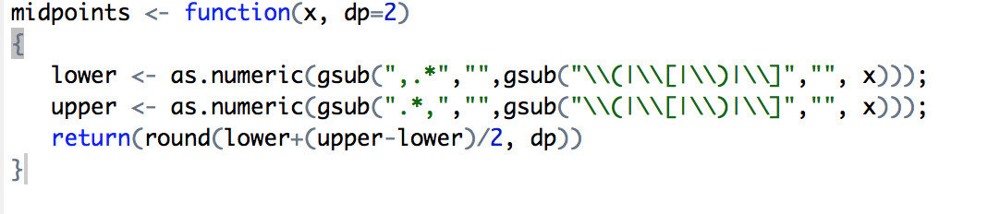 midpoints <- function(x, dp=2)
{
   lower <- as.numeric(gsub(",.*","",gsub("\\(|\\[|\\)|\\]","", x)));
   upper <- as.numeric(gsub(".*,","",gsub("\\(|\\[|\\)|\\]","", x)));
   return(round(lower+(upper-lower)/2, dp))
}